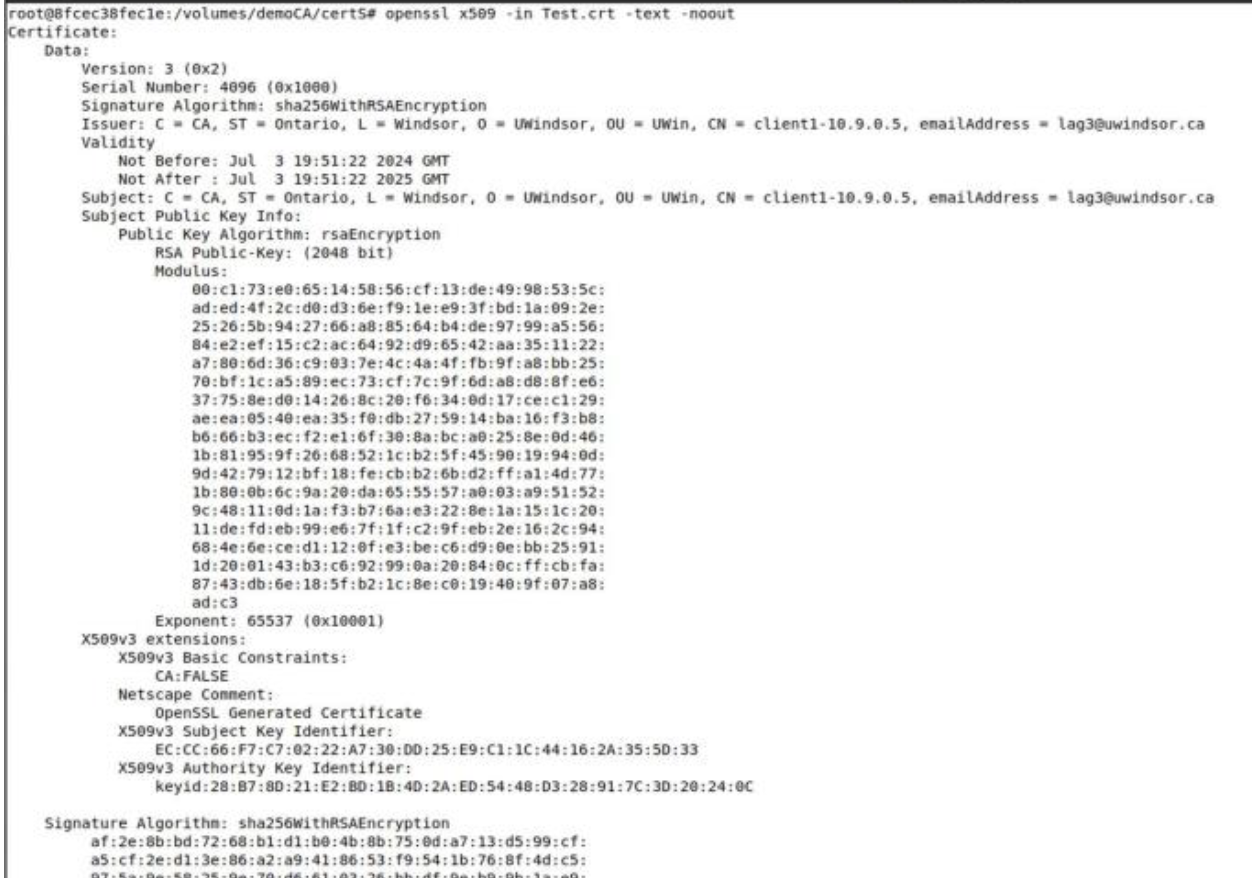 root@8fcec38fec1e:/volumes/demoCA/certS# openssl x509 -in Test.crt -text -noout
Certificate:
Data:
Version: 3 (0x2)
Serial Number: 4096 (0x1000)
Signature Algorithm: sha256WithRSAEncryption
Issuer: C = CA, ST = Ontario, L = Windsor, O = UWindsor, OU = UWin, CN = client1-10.9.0.5, emailAddress = lag3@uwindsor.ca
Validity
Not Before: Jul  3 19:51:22 2024 GMT
Not After : Jul  3 19:51:22 2025 GMT
Subject: C = CA, ST = Ontario, L = Windsor, O = UWindsor, OU = UWin, CN = client1-10.9.0.5, emailAddress = lag3@uwindsor.ca
Subject Public Key Info:
Public Key Algorithm: rsaEncryption
RSA Public-Key: (2048 bit)
Modulus:
00:c1:73:e0:65:14:58:56:cf:13:de:49:98:53:5c:
ad:ed:4f:2c:d0:d3:6e:f9:1e:e9:3f:bd:1a:09:2e:
25:26:5b:94:27:66:a8:85:64:b4:de:97:99:a5:56:
84:e2:ef:15:c2:ac:64:92:d9:65:42:aa:35:11:22:
a7:80:6d:36:c9:03:7e:4c:4a:4f:fb:9f:a8:bb:25:
70:bf:1c:a5:89:ec:73:cf:7c:9f:6d:a8:d8:8f:e6:
37:75:8e:d0:14:26:8c:20:f6:34:0d:17:ce:c1:29:
ae:ea:05:40:ea:35:f0:db:27:59:14:ba:16:f3:b8:
b6:66:b3:ec:f2:e1:6f:30:8a:bc:a0:25:8e:0d:46:
1b:81:95:9f:26:68:52:1c:b2:5f:45:90:19:94:0d:
9d:42:79:12:bf:18:fe:cb:b2:6b:d2:ff:a1:4d:77:
1b:80:0b:6c:9a:20:da:65:55:57:a0:03:a9:51:52:
9c:48:11:0d:1a:f3:b7:6a:e3:22:8e:1a:15:1c:20:
11:de:fd:eb:99:e6:7f:1f:c2:9f:eb:2e:16:2c:94:
68:4e:6e:ce:d1:12:0f:e3:be:c6:d9:0e:bb:25:91:
1d:20:01:43:b3:c6:92:99:0a:20:84:0c:ff:cb:fa:
87:43:db:6e:18:5f:b2:1c:8e:c0:19:40:9f:07:a8:
ad:c3
Exponent: 65537 (0x10001)
X509v3 extensions:
X509v3 Basic Constraints:
CA:FALSE
Netscape Comment:
OpenSSL Generated Certificate
X509v3 Subject Key Identifier:
EC:CC:66:F7:C7:02:22:A7:30:DD:25:E9:C1:1C:44:16:2A:35:5D:33
X509v3 Authority Key Identifier:
keyid:28:B7:8D:21:E2:BD:1B:4D:2A:ED:54:48:D3:28:91:7C:3D:20:24:0C
Signature Algorithm: sha256WithRSAEncryption
af:2e:8b:bd:72:68:b1:d1:b0:4b:8b:75:0d:a7:13:d5:99:cf:
a5:cf:2e:d1:3e:86:a2:a9:41:86:53:f9:54:1b:76:8f:4d:c5: